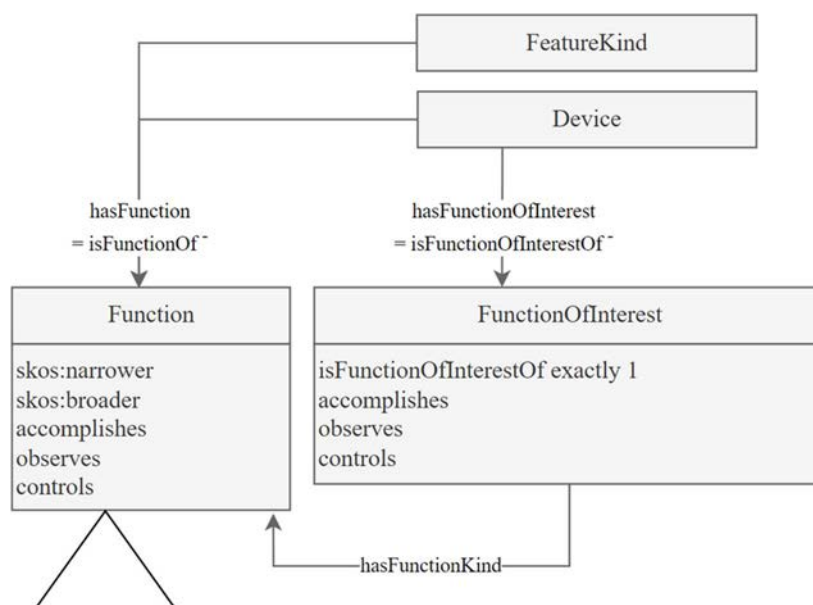 FeatureKind
Device
hasFunction
= isFunctionOf ⁻
hasFunctionOfInterest
= isFunctionOfInterestOf ⁻
Function
skos:narrower
skos:broader
accomplishes
observes
controls
FunctionOfInterest
isFunctionOfInterestOf exactly 1
accomplishes
observes
controls
hasFunctionKind